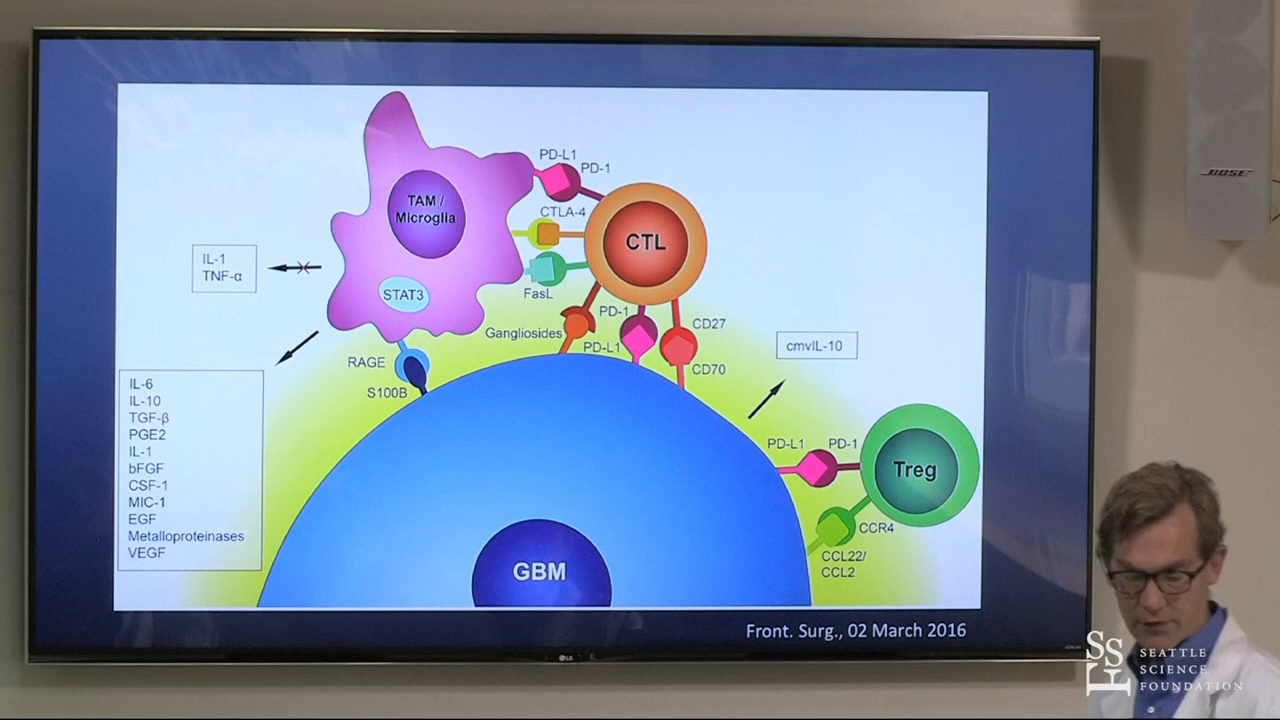 PD-L1
PD-1
TAM /
Microglia
CTLA-4
CTL
IL-1
TNF-α
STAT3
FasL
Gangliosides
PD-1
PD-L1
CD27
CD70
RAGE
S100B
cmvIL-10
IL-6
IL-10
TGF-β
PGE2
IL-1
bFGF
CSF-1
MIC-1
EGF
Metalloproteinases
VEGF
PD-L1
PD-1
Treg
CCR4
CCL22/
CCL2
GBM
Front. Surg., 02 March 2016
LG
BOSE
SSF
SEATTLE
SCIENCE
FOUNDATION